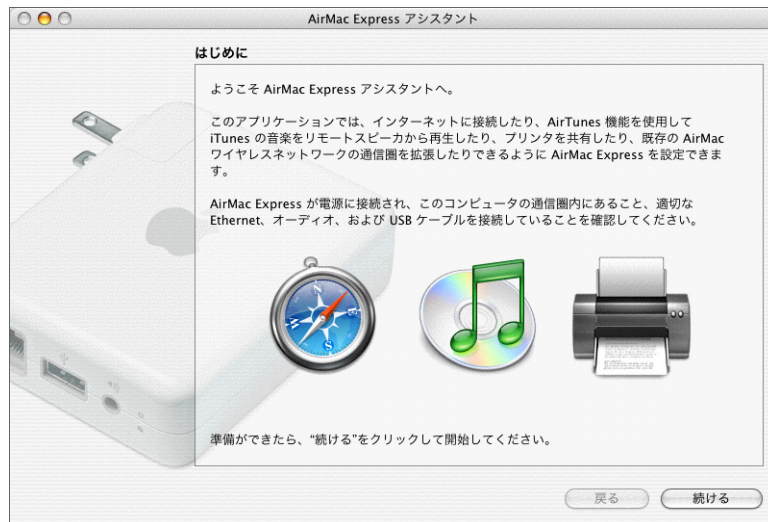 AirMac Express アシスタント
はじめに
ようこそ AirMac Express アシスタントへ。
このアプリケーションでは、インターネットに接続したり、AirTunes 機能を使用して
iTunes の音楽をリモートスピーカから再生したり、プリンタを共有したり、既存の AirMac
ワイヤレスネットワークの通信圏を拡張したりできるように AirMac Express を設定できま
す。
AirMac Express が電源に接続され、このコンピュータの通信圏内にあること、適切な
Ethernet、オーディオ、および USB ケーブルを接続していることを確認してください。
N
W
E
S
準備ができたら、“続ける”をクリックして開始してください。
戻る
続ける